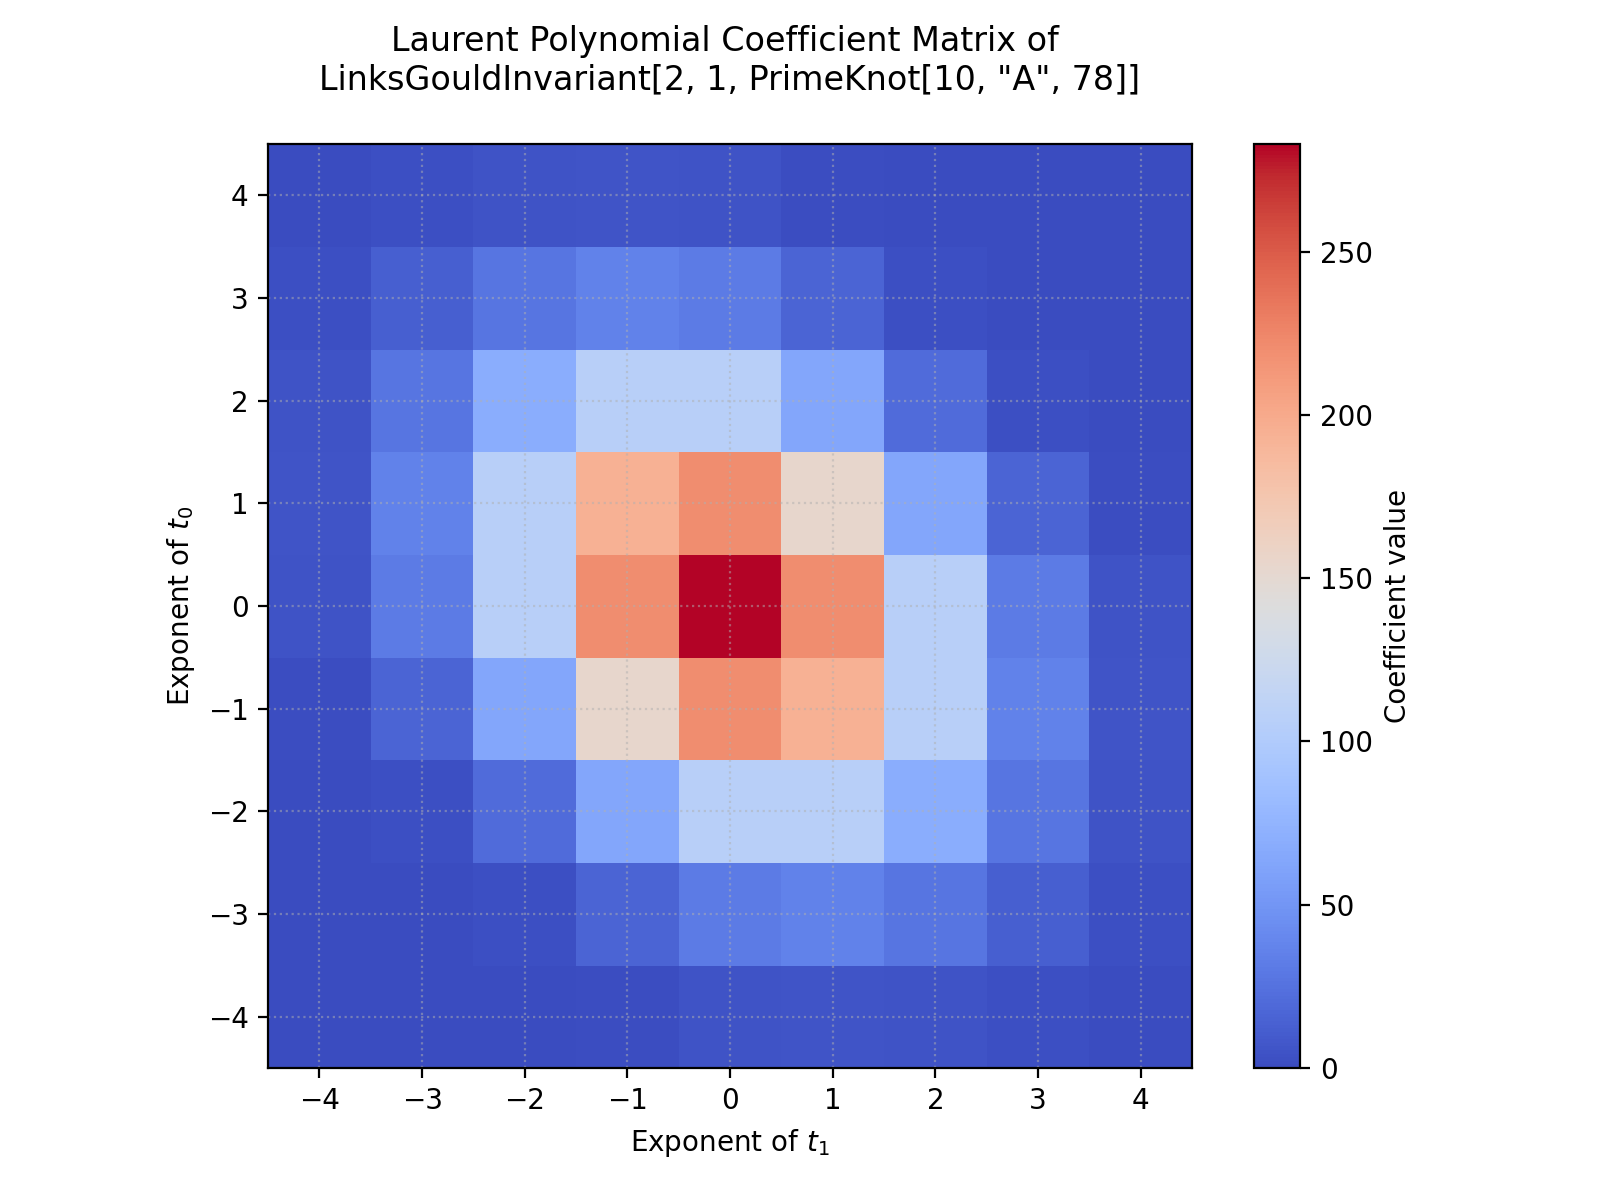 Laurent Polynomial Coefficient Matrix of
LinksGouldInvariant[2, 1, PrimeKnot[10, "A", 78]]
4
3
2
1
0
−1
−2
−3
−4
Exponent of t₀
−4 −3 −2 −1 0 1 2 3 4
Exponent of t₁
250
200
150
100
50
0
Coefficient value